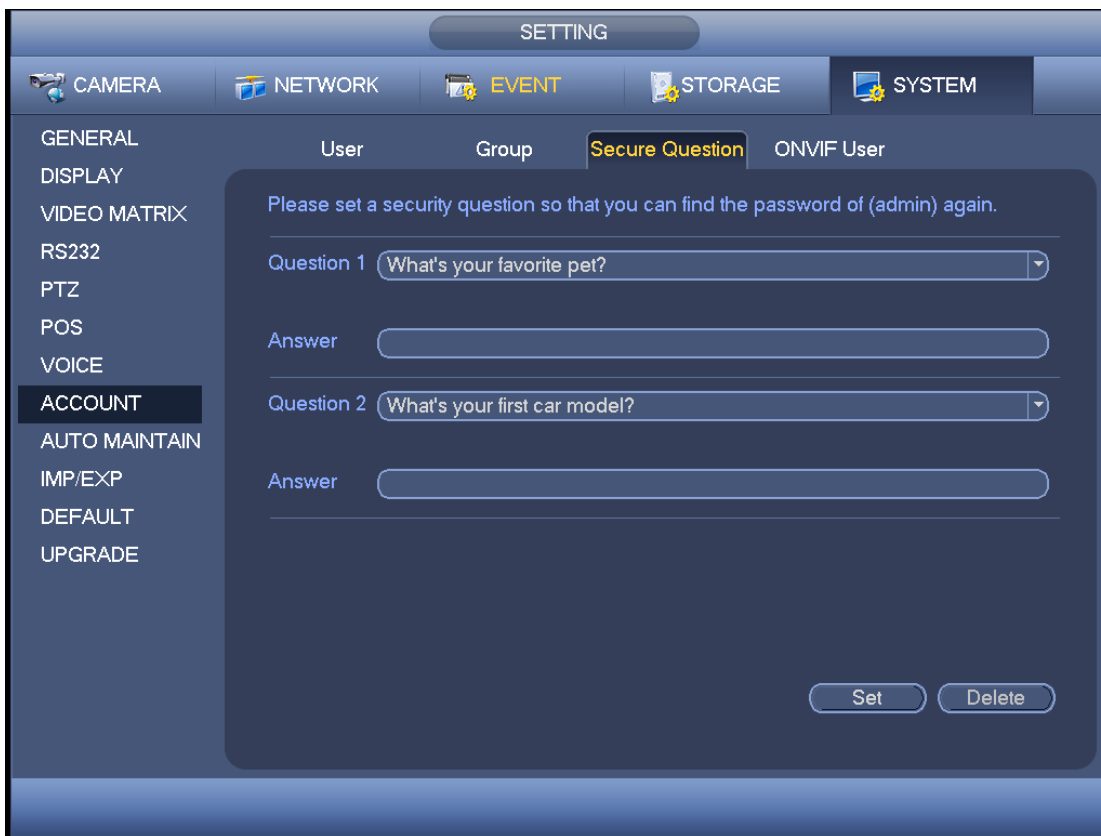 SETTING
CAMERA NETWORK EVENT STORAGE SYSTEM
GENERAL
DISPLAY
VIDEO MATRIX
RS232
PTZ
POS
VOICE
ACCOUNT
AUTO MAINTAIN
IMP/EXP
DEFAULT
UPGRADE
User Group Secure Question ONVIF User
Please set a security question so that you can find the password of (admin) again.
Question 1 What's your favorite pet?
Answer
Question 2 What's your first car model?
Answer
Set Delete